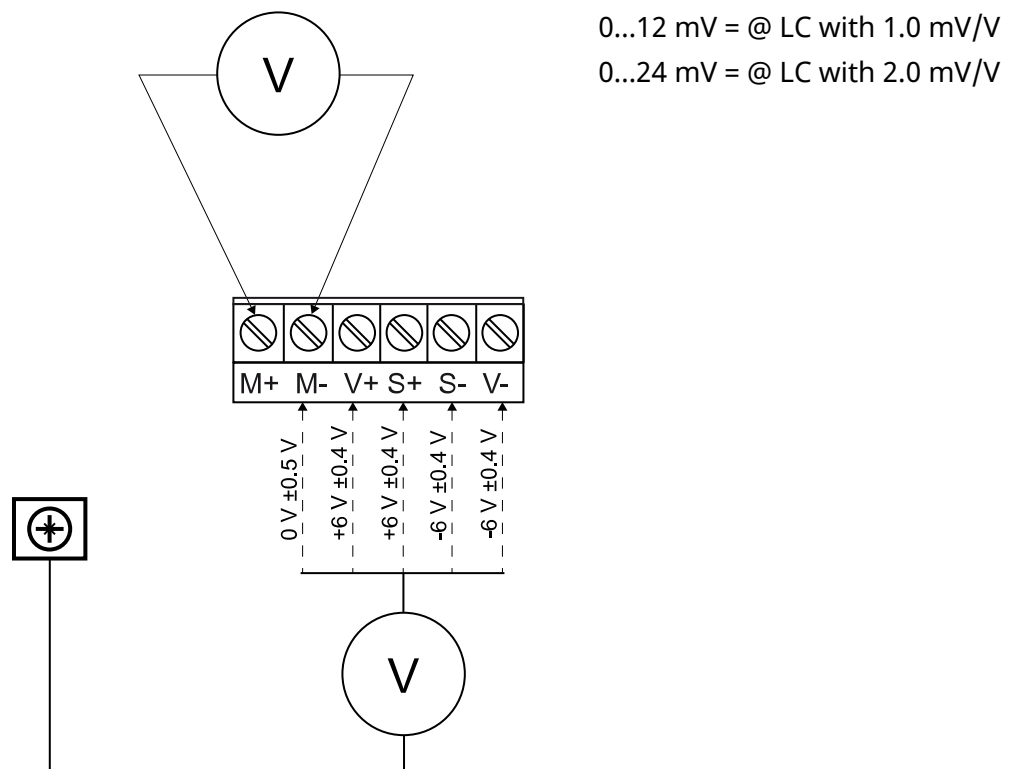 0...12 mV = @ LC with 1.0 mV/V
0...24 mV = @ LC with 2.0 mV/V
V
M+ M- V+ S+ S- V-
0 V ±0.5 V
+6 V ±0.4 V
+6 V ±0.4 V
-6 V ±0.4 V
-6 V ±0.4 V
V